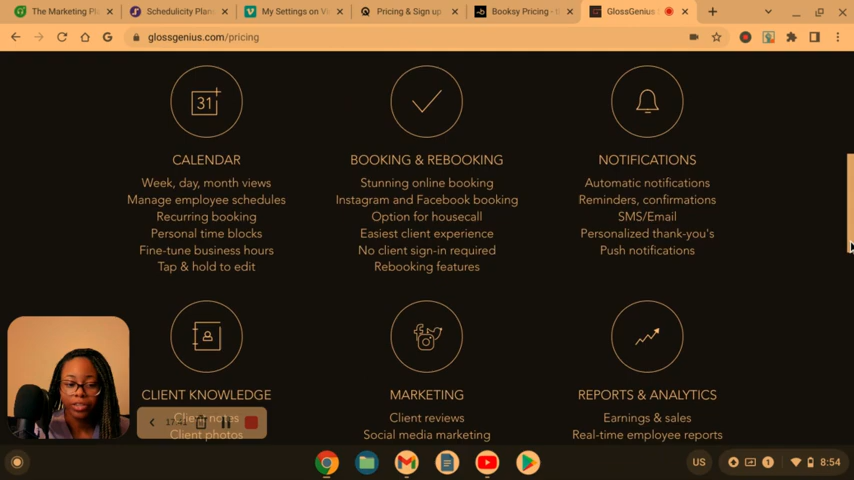 The Marketing Pl
Schedulicity Plans
My Settings on V
Pricing & Sign up
Booksy Pricing - t
GlossGenius
glossgenius.com/pricing
31
CALENDAR
Week, day, month views
Manage employee schedules
Recurring booking
Personal time blocks
Fine-tune business hours
Tap & hold to edit
BOOKING & REBOOKING
Stunning online booking
Instagram and Facebook booking
Option for housecall
Easiest client experience
No client sign-in required
Rebooking features
NOTIFICATIONS
Automatic notifications
Reminders, confirmations
SMS/Email
Personalized thank-you's
Push notifications
CLIENT KNOWLEDGE
Client notes
Client photos
MARKETING
Client reviews
Social media marketing
REPORTS & ANALYTICS
Earnings & sales
Real-time employee reports
US
1
8:54